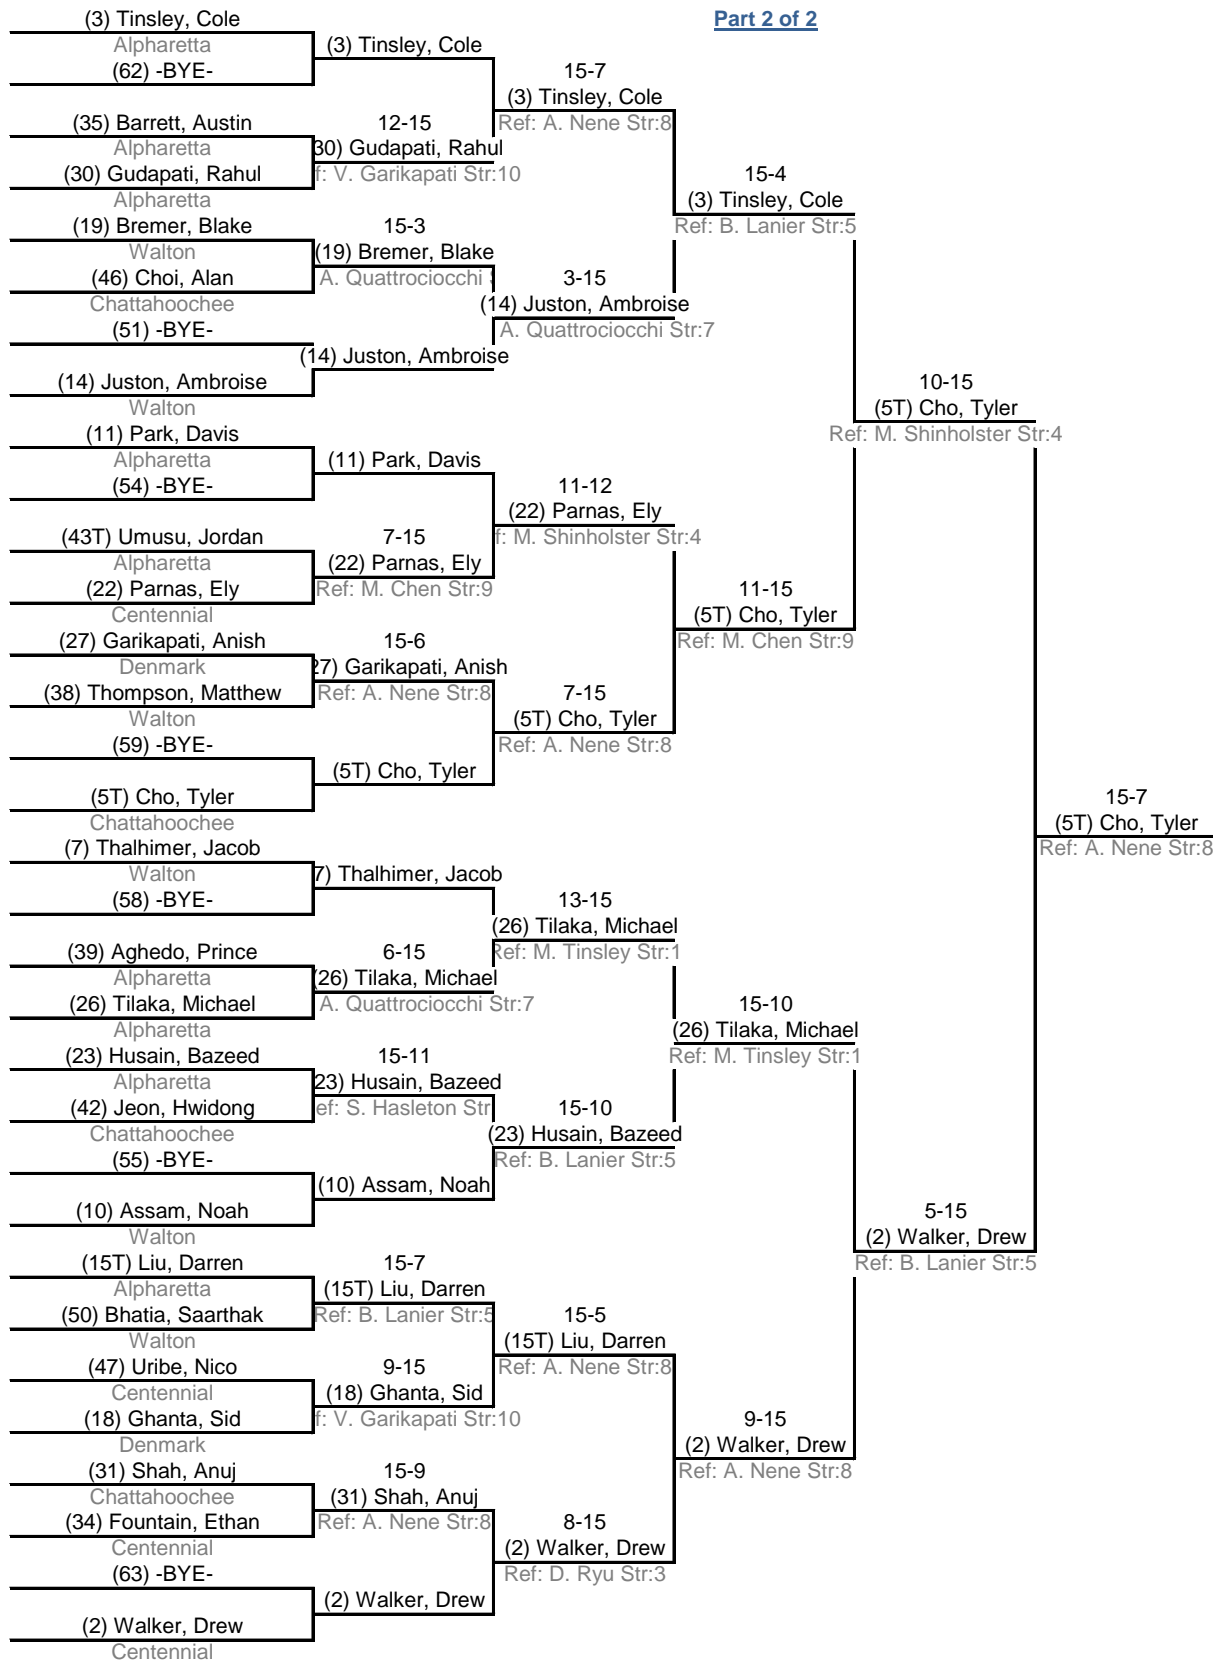 Part 2 of 2
(3) Tinsley, Cole
Alpharetta
(62) -BYE-
(35) Barrett, Austin
Alpharetta
(30) Gudapati, Rahul
Alpharetta
(19) Bremer, Blake
Walton
(46) Choi, Alan
Chattahoochee
(51) -BYE-
(14) Juston, Ambroise
Walton
(11) Park, Davis
Alpharetta
(54) -BYE-
(43T) Umusu, Jordan
Alpharetta
(22) Parnas, Ely
Centennial
(27) Garikapati, Anish
Denmark
(38) Thompson, Matthew
Walton
(59) -BYE-
(5T) Cho, Tyler
Chattahoochee
(7) Thalhimer, Jacob
Walton
(58) -BYE-
(39) Aghedo, Prince
Alpharetta
(26) Tilaka, Michael
Alpharetta
(23) Husain, Bazeed
Alpharetta
(42) Jeon, Hwidong
Chattahoochee
(55) -BYE-
(10) Assam, Noah
Walton
(15T) Liu, Darren
Alpharetta
(50) Bhatia, Saarthak
Walton
(47) Uribe, Nico
Centennial
(18) Ghanta, Sid
Denmark
(31) Shah, Anuj
Chattahoochee
(34) Fountain, Ethan
Centennial
(63) -BYE-
(2) Walker, Drew
Centennial
(3) Tinsley, Cole
12-15
30) Gudapati, Rahul
f: V. Garikapati Str:10
15-3
(19) Bremer, Blake
A. Quattrociocchi
(14) Juston, Ambroise
(11) Park, Davis
7-15
(22) Parnas, Ely
Ref: M. Chen Str:9
15-6
27) Garikapati, Anish
Ref: A. Nene Str:8
(5T) Cho, Tyler
7) Thalhimer, Jacob
6-15
(26) Tilaka, Michael
A. Quattrociocchi Str:7
15-11
23) Husain, Bazeed
ef: S. Hasleton Str
(10) Assam, Noah
15-7
(15T) Liu, Darren
Ref: B. Lanier Str:5
9-15
(18) Ghanta, Sid
f: V. Garikapati Str:10
15-9
(31) Shah, Anuj
Ref: A. Nene Str:8
(2) Walker, Drew
15-7
(3) Tinsley, Cole
Ref: A. Nene Str:8
3-15
(14) Juston, Ambroise
A. Quattrociocchi Str:7
11-12
(22) Parnas, Ely
f: M. Shinholster Str:4
7-15
(5T) Cho, Tyler
Ref: A. Nene Str:8
13-15
(26) Tilaka, Michael
Ref: M. Tinsley Str:1
15-10
(23) Husain, Bazeed
Ref: B. Lanier Str:5
15-5
(15T) Liu, Darren
Ref: A. Nene Str:8
8-15
(2) Walker, Drew
Ref: D. Ryu Str:3
15-4
(3) Tinsley, Cole
Ref: B. Lanier Str:5
11-15
(5T) Cho, Tyler
Ref: M. Chen Str:9
15-10
(26) Tilaka, Michael
Ref: M. Tinsley Str:1
9-15
(2) Walker, Drew
Ref: A. Nene Str:8
10-15
(5T) Cho, Tyler
Ref: M. Shinholster Str:4
5-15
(2) Walker, Drew
Ref: B. Lanier Str:5
15-7
(5T) Cho, Tyler
Ref: A. Nene Str:8